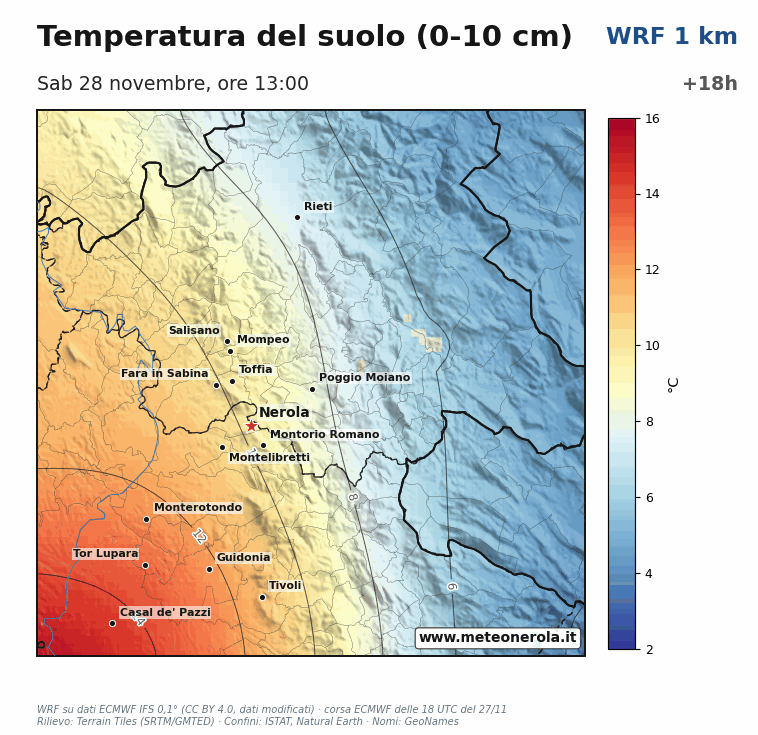 Temperatura del suolo (0-10 cm)
WRF 1 km
Sab 28 novembre, ore 13:00
+18h
Rieti
Salisano
Mompeo
Toffia
Fara in Sabina
Poggio Moiano
Nerola
Montorio Romano
Montelibretti
8
Monterotondo
12
Tor Lupara
Guidonia
6
Tivoli
Casal de' Pazzi
www.meteonerola.it
16
14
12
10
8
6
4
2
°C
WRF su dati ECMWF IFS 0,1° (CC BY 4.0, dati modificati) · corsa ECMWF delle 18 UTC del 27/11
Rilievo: Terrain Tiles (SRTM/GMTED) · Confini: ISTAT, Natural Earth · Nomi: GeoNames